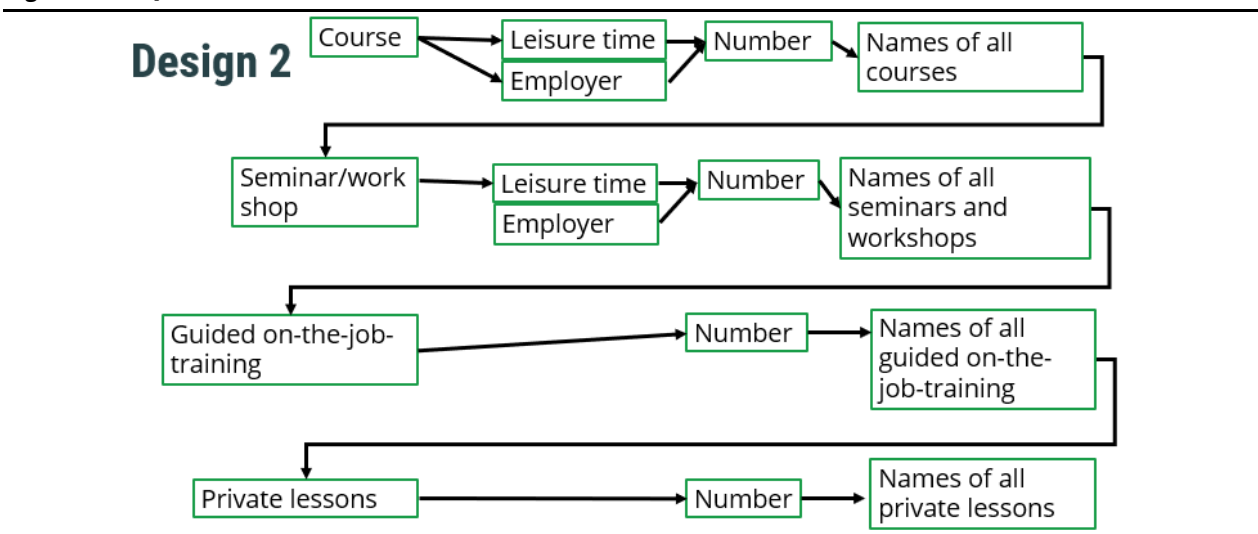 Design 2
Course
Leisure time
Employer
Number
Names of all
courses
Seminar/work
shop
Leisure time
Employer
Number
Names of all
seminars and
workshops
Guided on-the-job-
training
Number
Names of all
guided on-the-
job-training
Private lessons
Number
Names of all
private lessons